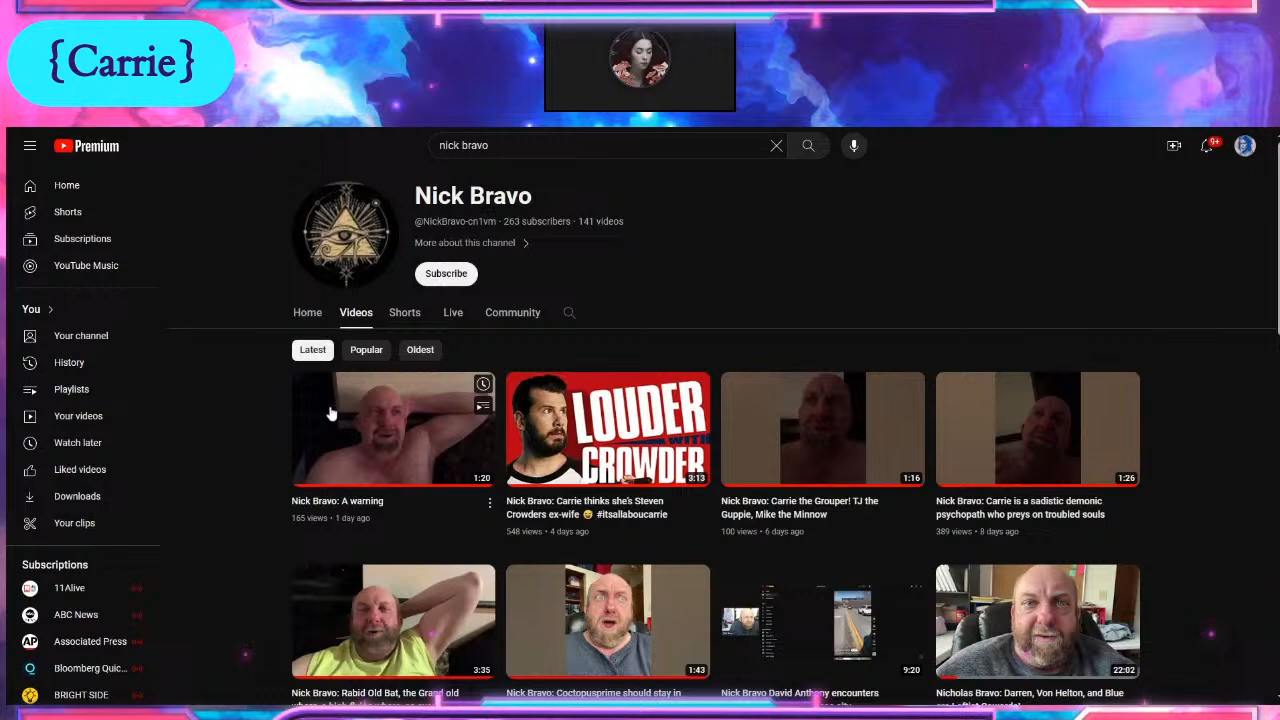 {Carrie}
Premium
nick bravo
9+
Home
Shorts
Subscriptions
YouTube Music
You
Your channel
History
Playlists
Your videos
Watch later
Liked videos
Downloads
Your clips
Subscriptions
11Alive
ABC News
Associated Press
Bloomberg Quic...
BRIGHT SIDE
Nick Bravo
@NickBravo-cn1vm · 263 subscribers · 141 videos
More about this channel
Subscribe
Home Videos Shorts Live Community
Latest Popular Oldest
1:20
LOUDER
WITH
CROWDER
3:13
1:16
1:26
Nick Bravo: A warning
165 views · 1 day ago
Nick Bravo: Carrie thinks she's Steven
Crowders ex-wife 😅 #itsallaboucarrie
548 views · 4 days ago
Nick Bravo: Carrie the Grouper! TJ the
Guppie, Mike the Minnow
100 views · 6 days ago
Nick Bravo: Carrie is a sadistic demonic
psychopath who preys on troubled souls
389 views · 8 days ago
3:35
1:43
9:20
22:02
Nick Bravo: Rabid Old Bat, the Grand old
Nick Bravo: Coctopusprime should stay in
Nick Bravo David Anthony encounters
Nicholas Bravo: Darren, Von Helton, and Blue